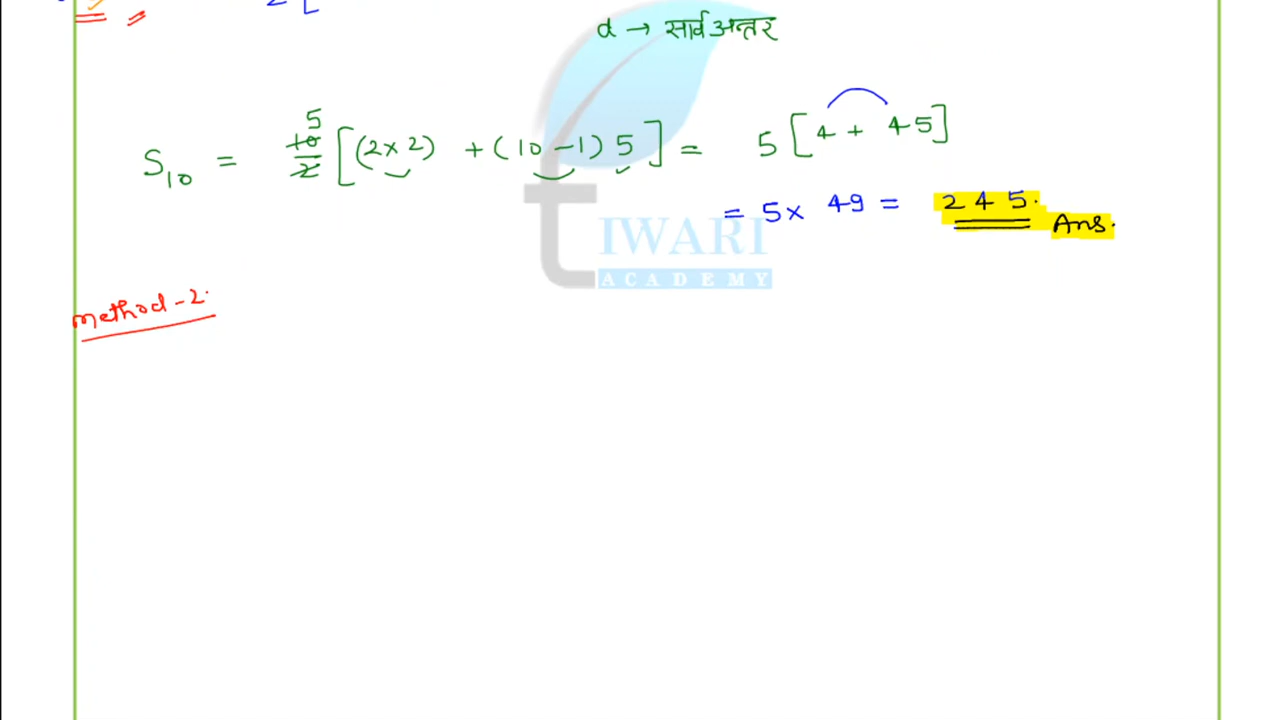 d → सार्वअन्तर
5
S10 = 10/2 [(2×2) + (10-1) 5] = 5 [4 + 45]
= 5× 49 = 245.
Ans.
tIWARI
ACADEMY
method-2.